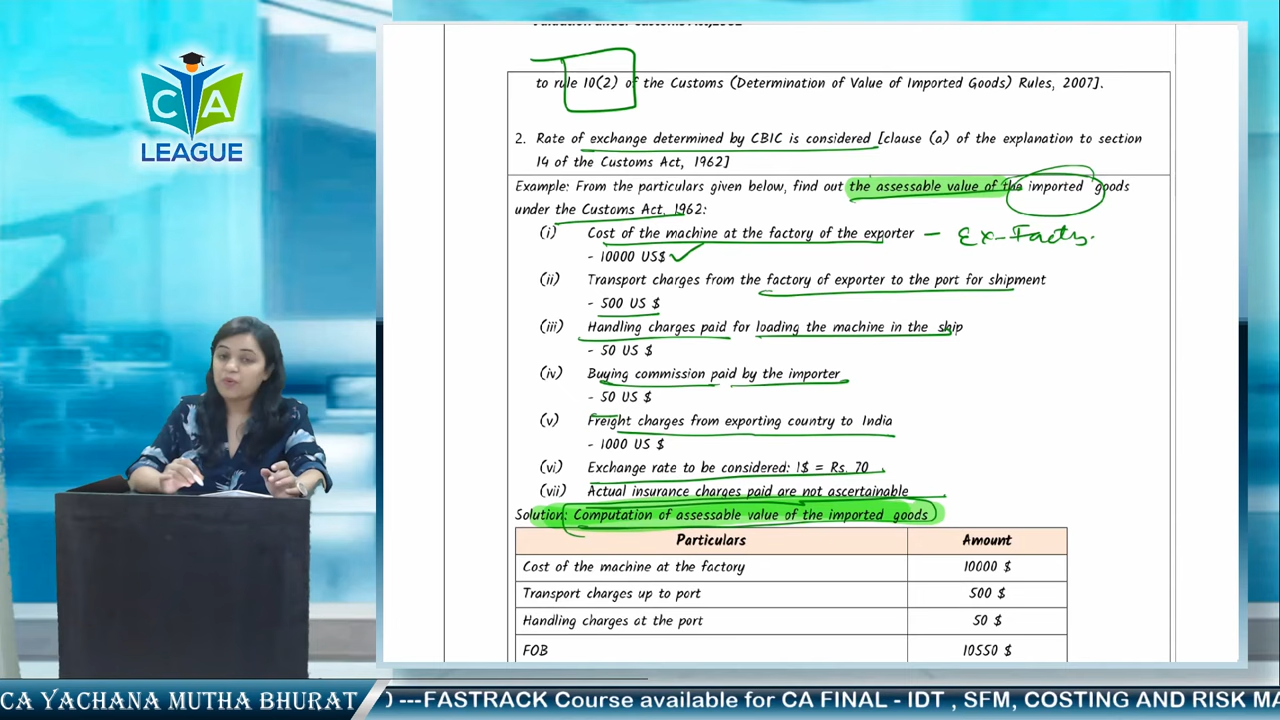 CA
LEAGUE
to rule 10(2) of the Customs (Determination of Value of Imported Goods) Rules, 2007].
2. Rate of exchange determined by CBIC is considered [clause (a) of the explanation to section
14 of the Customs Act, 1962]
Example: From the particulars given below, find out the assessable value of the imported goods
under the Customs Act, 1962:
(i) Cost of the machine at the factory of the exporter – Ex-Facty.
- 10000 US$
(ii) Transport charges from the factory of exporter to the port for shipment
- 500 US $
(iii) Handling charges paid for loading the machine in the ship
- 50 US $
(iv) Buying commission paid by the importer
- 50 US $
(v) Freight charges from exporting country to India
- 1000 US $
(vi) Exchange rate to be considered: 1$ = Rs. 70
(vii) Actual insurance charges paid are not ascertainable
Solution: Computation of assessable value of the imported goods
Particulars Amount
Cost of the machine at the factory 10000 $
Transport charges up to port 500 $
Handling charges at the port 50 $
FOB 10550 $
CA YACHANA MUTHA BHURAT ---FASTRACK Course available for CA FINAL - IDT , SFM, COSTING AND RISK MA